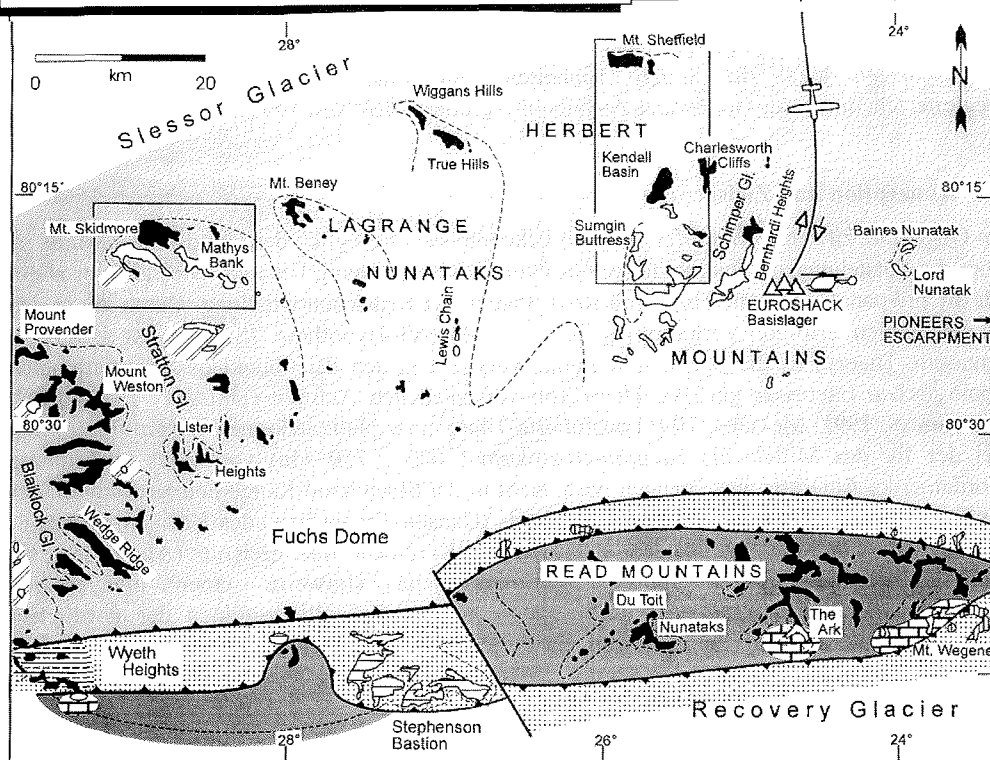 28°
24°
0
20
km
N
Mt. Sheffield
Slessor Glacier
Wiggans Hills
HERBERT
True Hills
Charlesworth
Cliffs
Kendall
Basin
Mt. Beney
80°15'
80°15'
Schimper Gl.
Bernhardi Heights
Mt. Skidmore
LAGRANGE
Sumgin
Buttress
Baines Nunatak
Mathys
Bank
NUNATAKS
Lord
Nunatak
EUROSHACK
Basislager
Mount
Provender
Lewis Chain
PIONEERS
ESCARPMENT
Stratton Gl.
MOUNTAINS
Mount
Weston
80°30'
80°30'
Lister
Heights
Blaiklock Gl.
Wedge Ridge
Fuchs Dome
READ MOUNTAINS
Du Toit
Nunataks
The
Ark
Wyeth
Heights
Mt. Wegene
Recovery Glacier
Stephenson
Bastion
28°
26°
24°